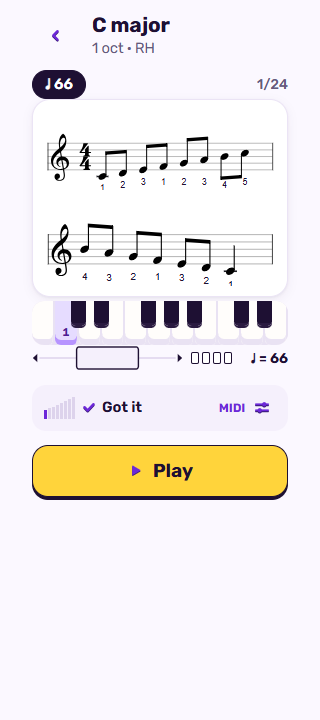 C major
1 oct • RH
♩66
1/24
1 2 3 1 2 3 4 5
4 3 2 1 3 2 1
1
♩= 66
Got it
MIDI
Play